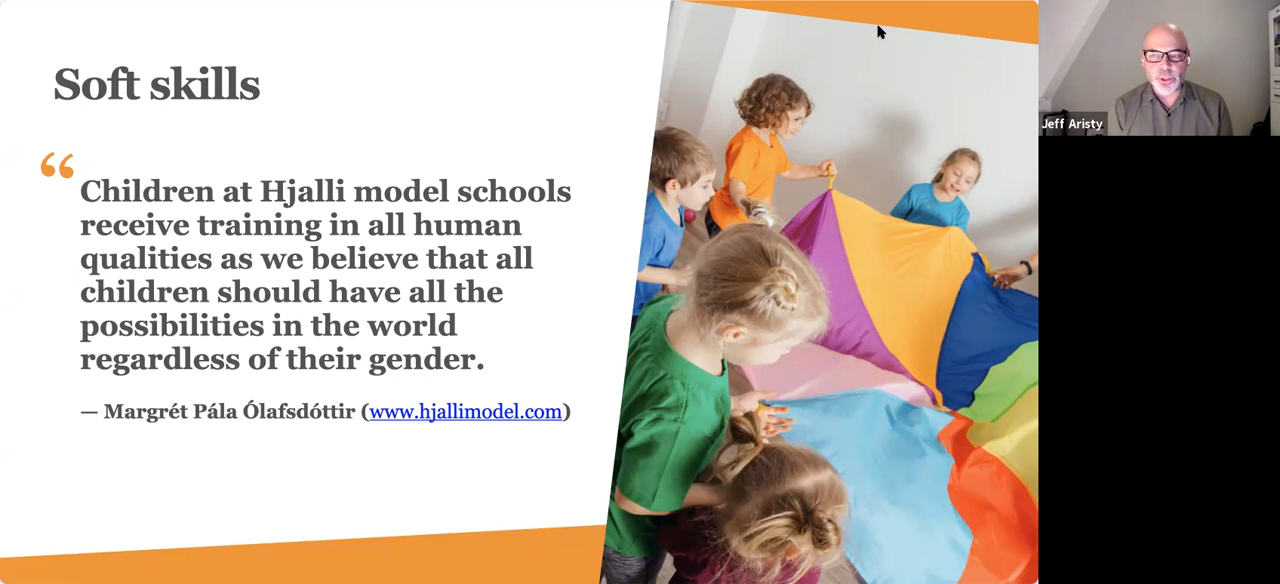 Soft skills
“
Children at Hjalli model schools
receive training in all human
qualities as we believe that all
children should have all the
possibilities in the world
regardless of their gender.
— Margrét Pála Ólafsdóttir (www.hjallimodel.com)
Jeff Aristy